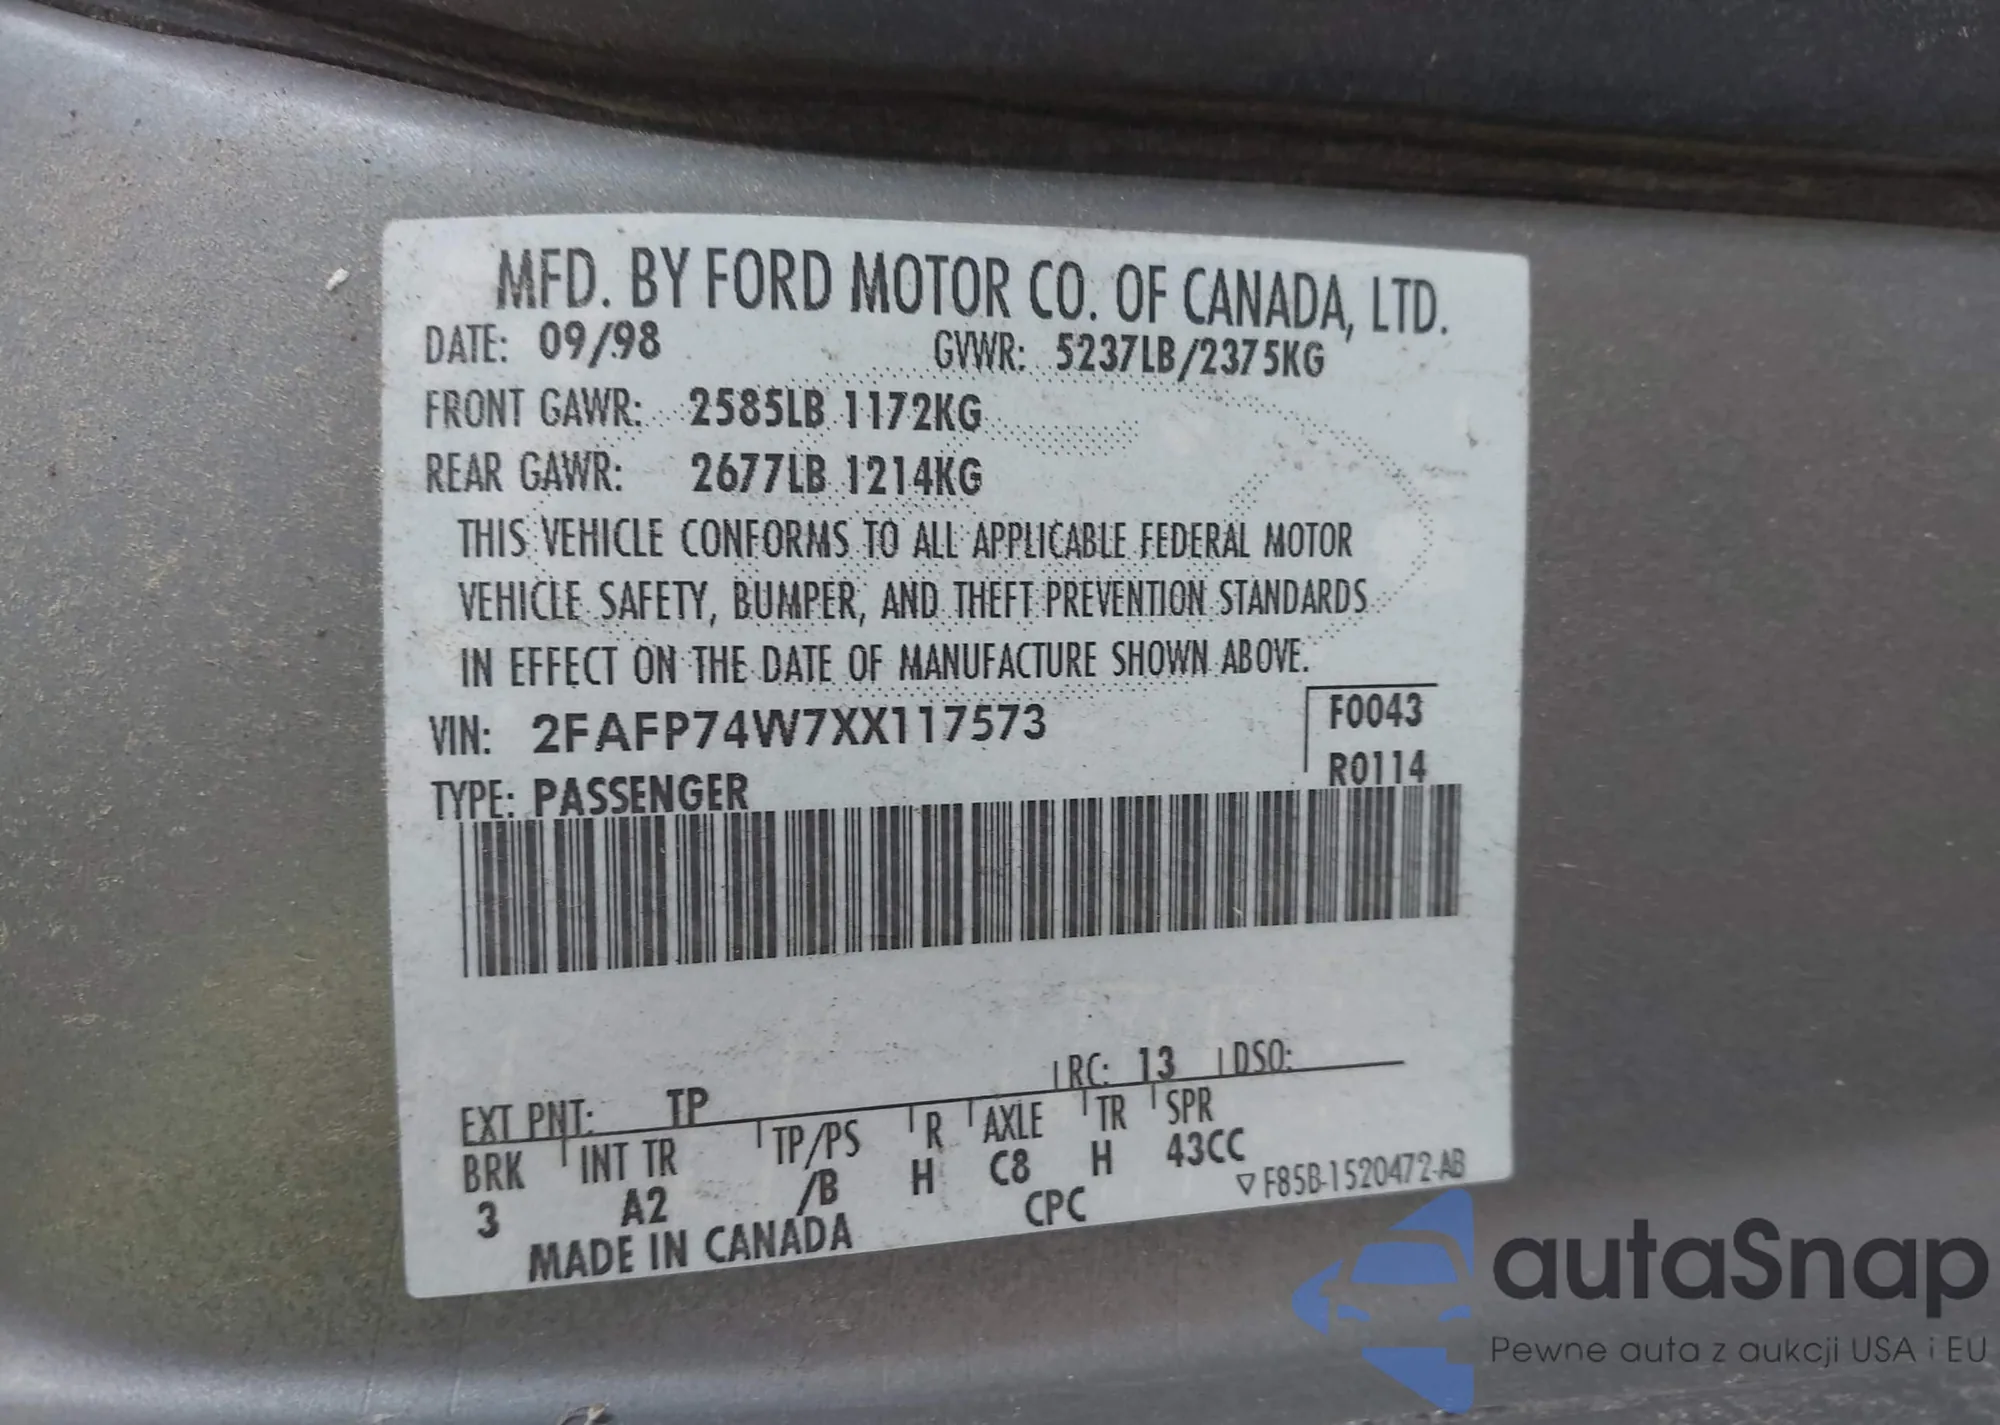 MFD. BY FORD MOTOR CO. OF CANADA, LTD.
DATE: 09/98 GVWR: 5237LB/2375KG
FRONT GAWR: 2585LB 1172KG
REAR GAWR: 2677LB 1214KG
THIS VEHICLE CONFORMS TO ALL APPLICABLE FEDERAL MOTOR
VEHICLE SAFETY, BUMPER, AND THEFT PREVENTION STANDARDS
IN EFFECT ON THE DATE OF MANUFACTURE SHOWN ABOVE.
VIN: 2FAFP74W7XX117573 F0043
TYPE: PASSENGER R0114
EXT PNT: TP RC: 13 DSO:
BRK INT TR TP/PS R AXLE TR SPR
3 A2 /B H C8 H 43CC
MADE IN CANADA CPC F85B-1520472-AB
autaSnap
Pewne auta z aukcji USA i EU